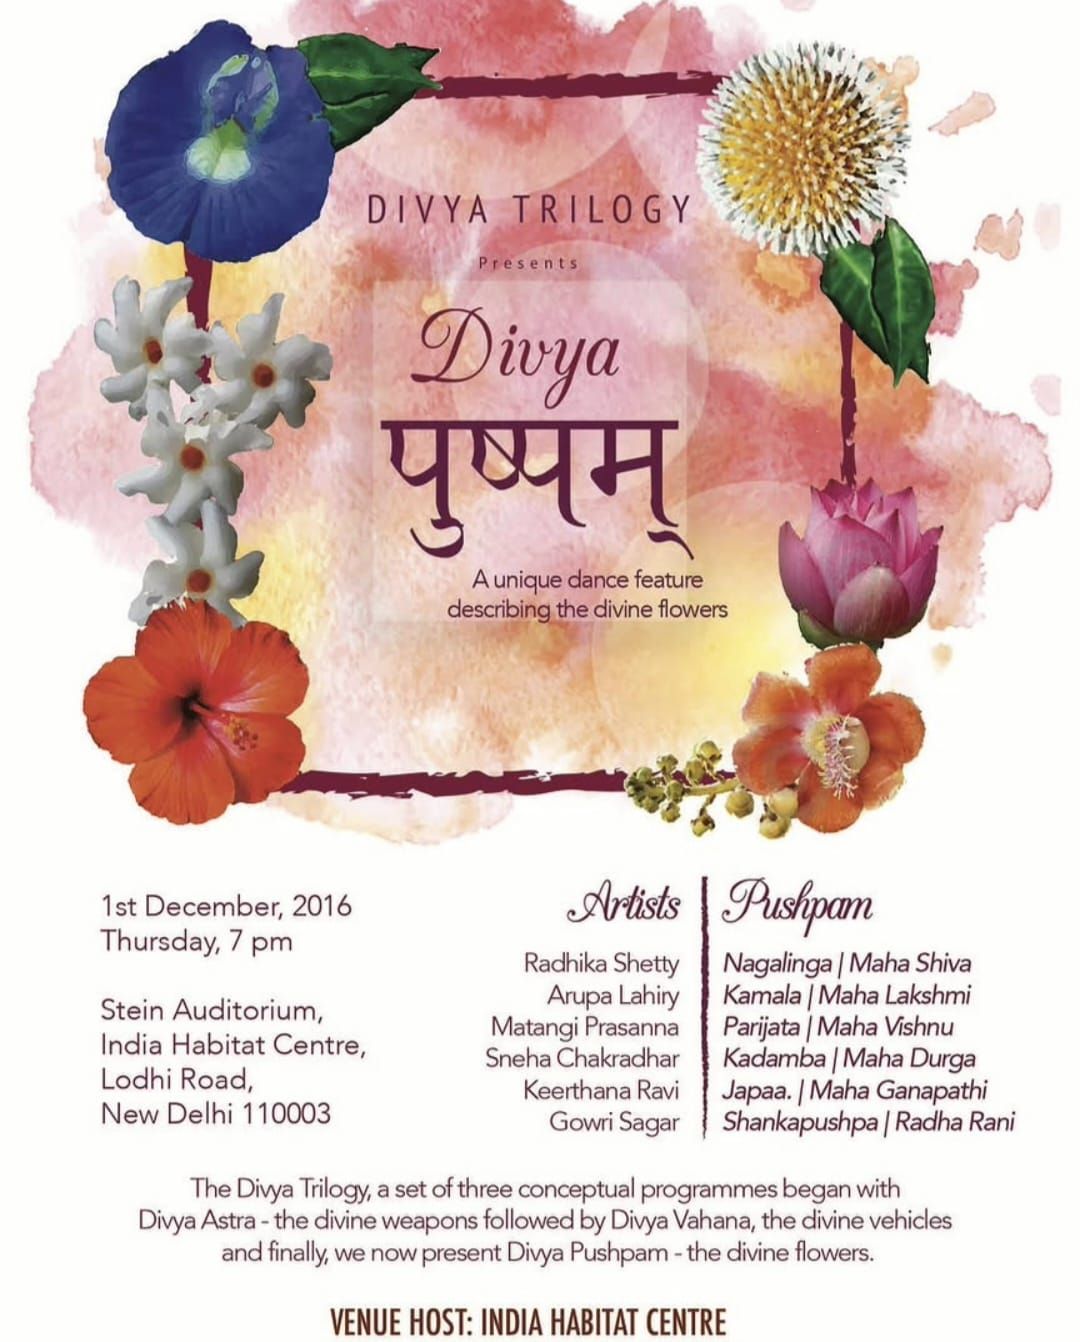 DIVYA TRILOGY
Presents
Divya
पुष्पम्
A unique dance feature
describing the divine flowers
1st December, 2016
Thursday, 7 pm
Stein Auditorium,
India Habitat Centre,
Lodhi Road,
New Delhi 110003
Artists
Radhika Shetty
Arupa Lahiry
Matangi Prasanna
Sneha Chakradhar
Keerthana Ravi
Gowri Sagar
Pushpam
Nagalinga | Maha Shiva
Kamala | Maha Lakshmi
Parijata | Maha Vishnu
Kadamba | Maha Durga
Japaa. | Maha Ganapathi
Shankapushpa | Radha Rani
The Divya Trilogy, a set of three conceptual programmes began with
Divya Astra - the divine weapons followed by Divya Vahana, the divine vehicles
and finally, we now present Divya Pushpam - the divine flowers.
VENUE HOST: INDIA HABITAT CENTRE